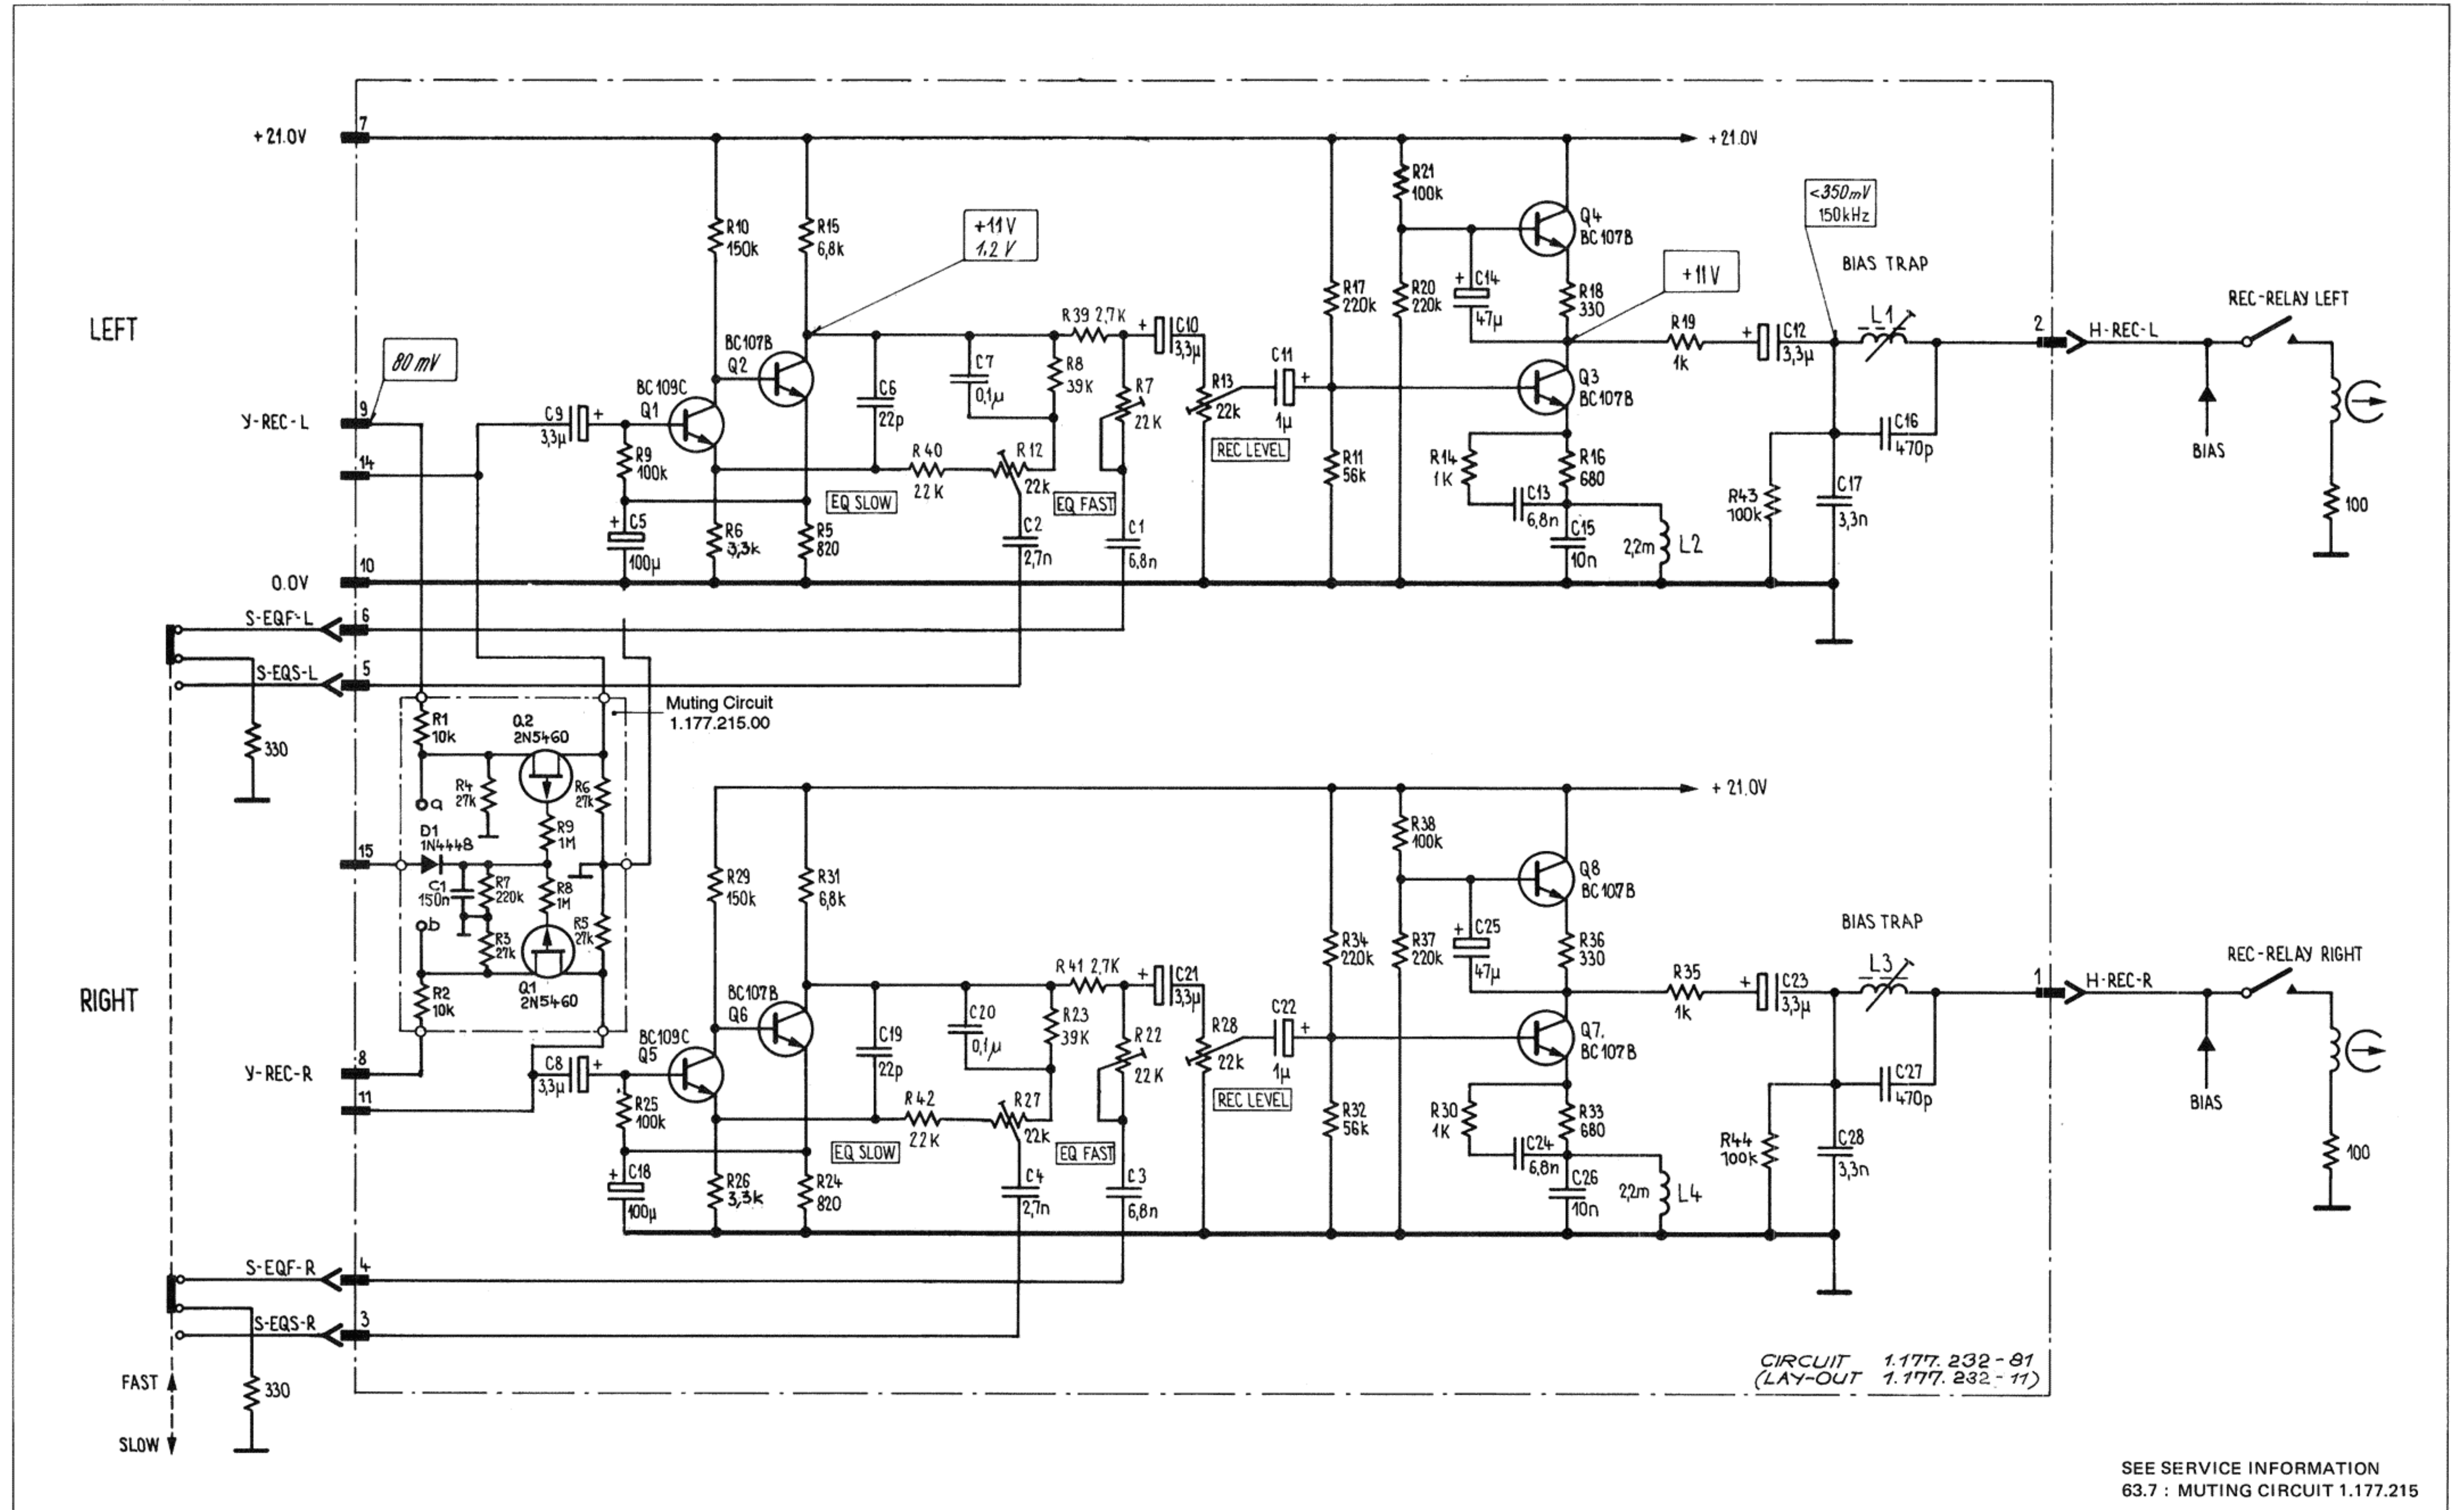 7
+21.0V
+ 21.0V
R21
100k
<350mV
150kHz
R10
150k
R15
6,8k
+11V
1.2 V
Q4
BC107B
+11V
BIAS TRAP
LEFT
R17
220k
R20
220k
+ C14
47µ
R18
330
REC-RELAY LEFT
80 mV
BC107B
Q2
R39 2,7K
+ C10
3,3µ
R19
1k
+ C12
3,3µ
L1
2
H-REC-L
BC109C
Q1
C6
22p
C7
0,1µ
R8
39K
R7
22K
R13
22k
C11
+
1µ
Q3
BC107B
9
Y-REC-L
C9
+
3,3µ
REC LEVEL
C16
470p
BIAS
14
R9
100k
R40
22K
R12
22k
R11
56k
R14
1K
R16
680
EQ SLOW
EQ FAST
C13
6,8n
R43
100k
C17
3,3n
100
+ C5
100µ
R6
3,3k
R5
820
C2
2,7n
C1
6,8n
C15
10n
2,2m
L2
10
0.0V
S-EQF-L
6
S-EQS-L
5
330
Muting Circuit
1.177.215.00
R1
10k
Q2
2N5460
R4
27k
R6
27k
a
R9
1M
D1
1N4448
15
C1
150n
R7
220k
R8
1M
b
R3
27k
R5
27k
R2
10k
Q1
2N5460
+ 21.0V
R38
100k
R29
150k
R31
6,8k
Q8
BC107B
BIAS TRAP
RIGHT
R34
220k
R37
220k
+ C25
47µ
R36
330
REC-RELAY RIGHT
BC107B
Q6
R41 2,7K
+ C21
3,3µ
R35
1k
+ C23
3,3µ
L3
1
H-REC-R
BC109C
Q5
C19
22p
C20
0,1µ
R23
39K
R22
22K
R28
22k
C22
+
1µ
Q7.
BC107B
8
Y-REC-R
C8
+
3,3µ
REC LEVEL
C27
470p
BIAS
11
R25
100k
R42
22K
R27
22k
R32
56k
R30
1K
R33
680
EQ SLOW
EQ FAST
C24
6,8n
R44
100k
C28
3,3n
100
+ C18
100µ
R26
3,3k
R24
820
C4
2,7n
C3
6,8n
C26
10n
2,2m
L4
S-EQF-R
4
S-EQS-R
3
FAST
330
SLOW
CIRCUIT 1.177.232-81
(LAY-OUT 1.177.232-11)
SEE SERVICE INFORMATION
63.7 : MUTING CIRCUIT 1.177.215